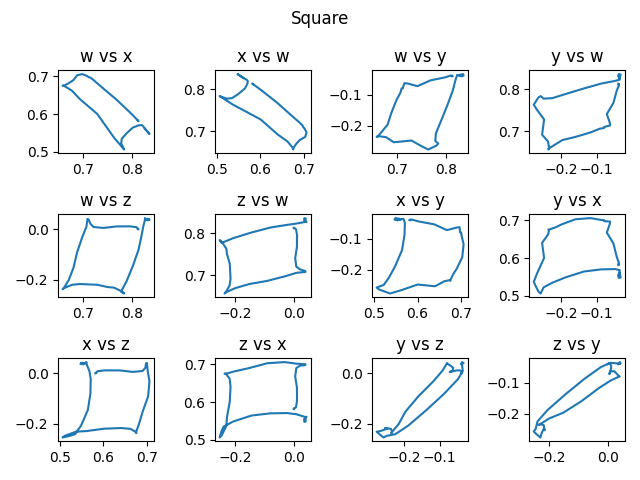 Square
w vs x
x vs w
w vs y
y vs w
0.7
0.6
0.5
0.7 0.8
0.8
0.7
0.5 0.6 0.7
−0.1
−0.2
0.7 0.8
0.8
0.7
−0.2 −0.1
w vs z
z vs w
x vs y
y vs x
0.0
−0.2
0.7 0.8
0.8
0.7
−0.2 0.0
−0.1
−0.2
0.5 0.6 0.7
0.7
0.6
0.5
−0.2 −0.1
x vs z
z vs x
y vs z
z vs y
0.0
−0.2
0.5 0.6 0.7
0.7
0.6
0.5
−0.2 0.0
0.0
−0.2
−0.2 −0.1
−0.1
−0.2
−0.2 0.0